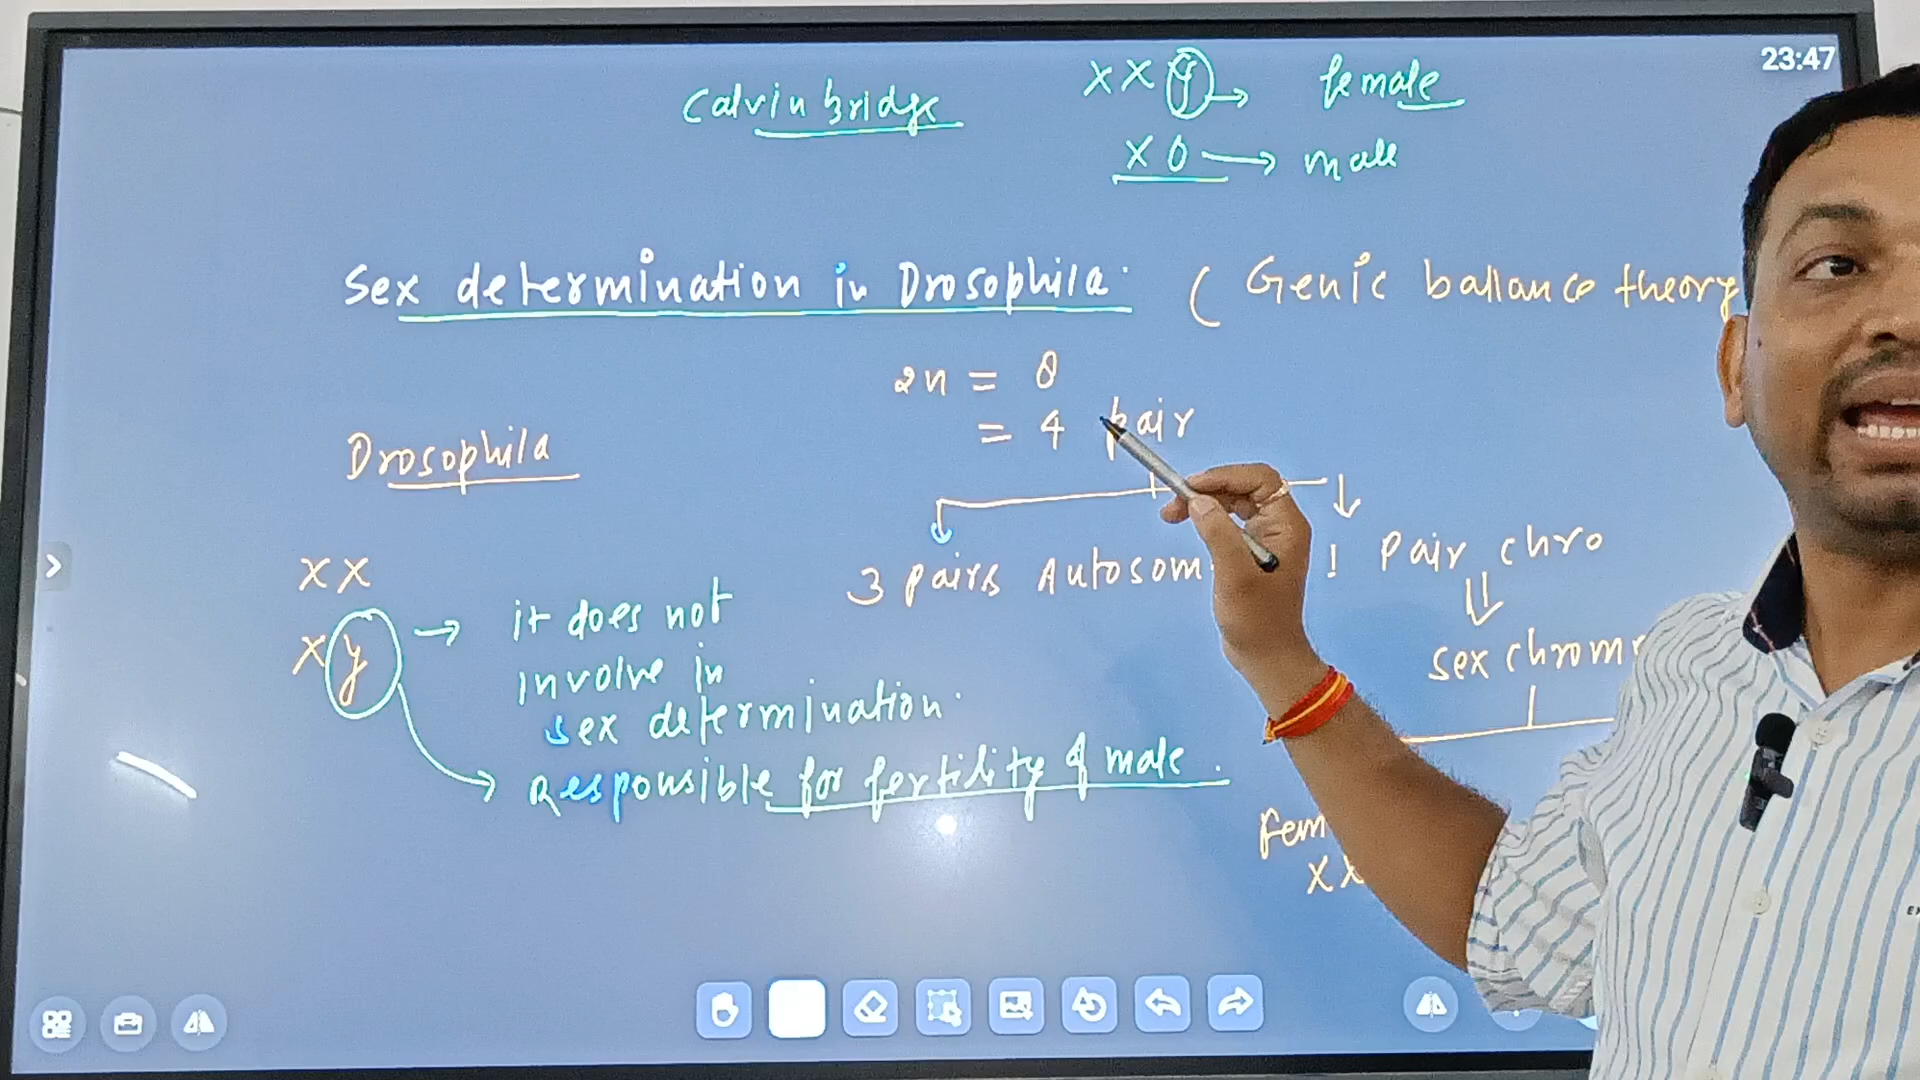 23:47
Calvin bridge
XXy → female
XO → male
Sex determination in Drosophila (Genic ballance theory
2n = 8
= 4 pair
Drosophila
3 pairs Autosom
1 pair chro
XX
Xy → it does not
involve in
sex determination
Responsible for fertility of male.
sex chrom
Fem
XX